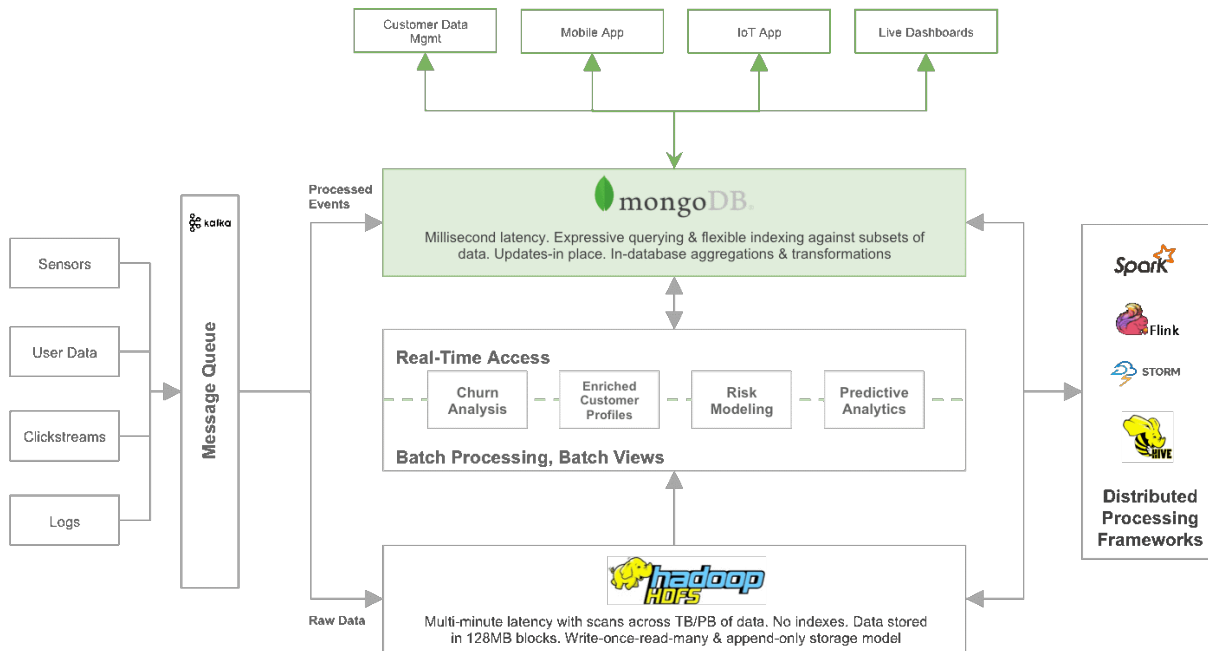 Customer Data
Mgmt
Mobile App
IoT App
Live Dashboards
Processed
Events
mongoDB.
Millisecond latency. Expressive querying & flexible indexing against subsets of
data. Updates-in place. In-database aggregations & transformations
kafka
Message Queue
Sensors
User Data
Clickstreams
Logs
Real-Time Access
Churn
Analysis
Enriched
Customer
Profiles
Risk
Modeling
Predictive
Analytics
Batch Processing, Batch Views
Spark
Flink
STORM
HIVE
Distributed
Processing
Frameworks
hadoop
HDFS
Raw Data
Multi-minute latency with scans across TB/PB of data. No indexes. Data stored
in 128MB blocks. Write-once-read-many & append-only storage model